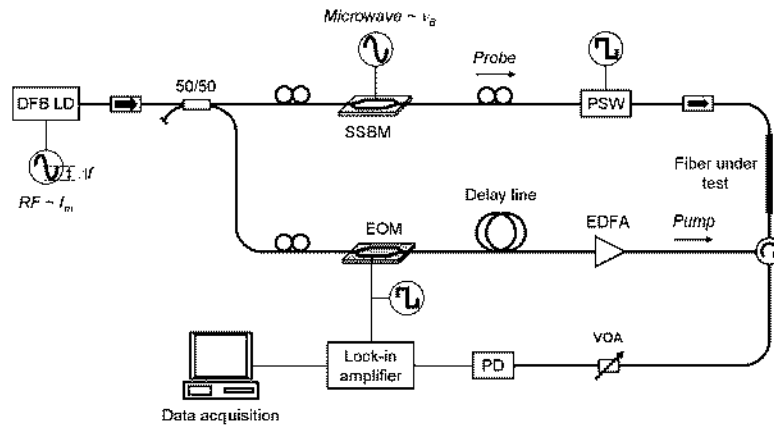 Microwave ~ νB
Probe
DFB LD
50/50
SSBM
PSW
Δf
RF ~ fm
Fiber under
test
EOM
Delay line
EDFA
Pump
Lock-in
amplifier
PD
VOA
Data acquisition